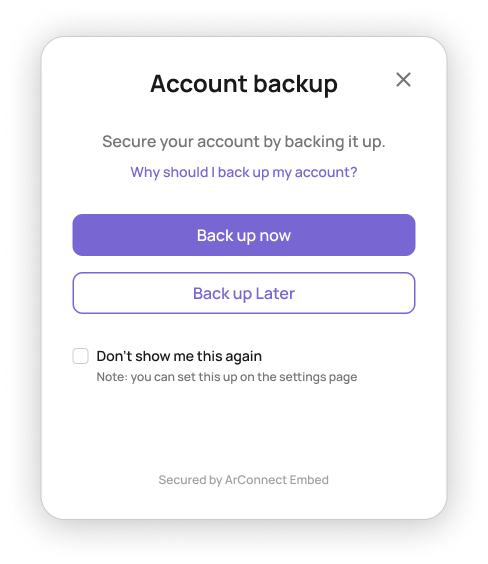 Account backup
Secure your account by backing it up.
Why should I back up my account?
Back up now
Back up Later
Don't show me this again
Note: you can set this up on the settings page
Secured by ArConnect Embed